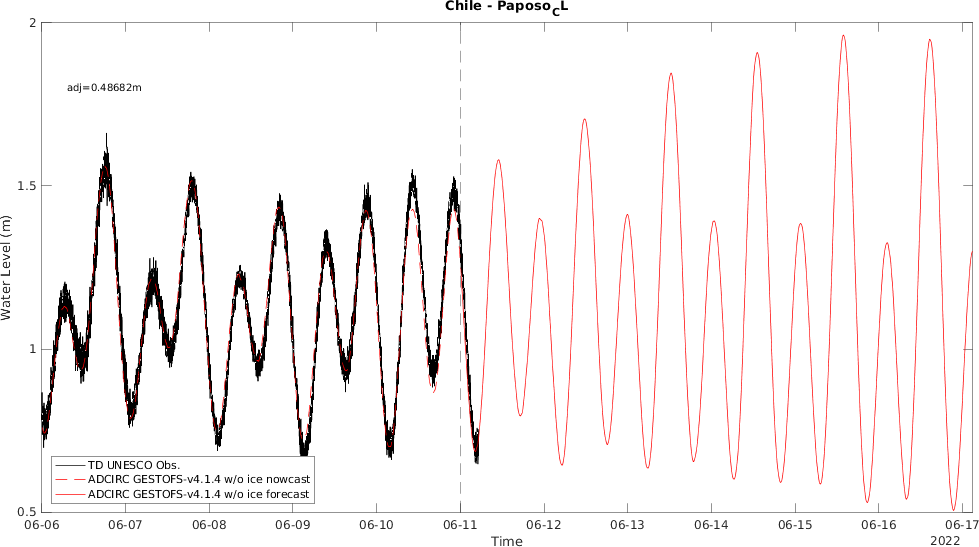 Chile - Paposo_CL
2
adj=0.48682m
1.5
Water Level (m)
1
TD UNESCO Obs.
ADCIRC GESTOFS-v4.1.4 w/o ice nowcast
ADCIRC GESTOFS-v4.1.4 w/o ice forecast
0.5
06-06 06-07 06-08 06-09 06-10 06-11 06-12 06-13 06-14 06-15 06-16 06-17
Time
2022